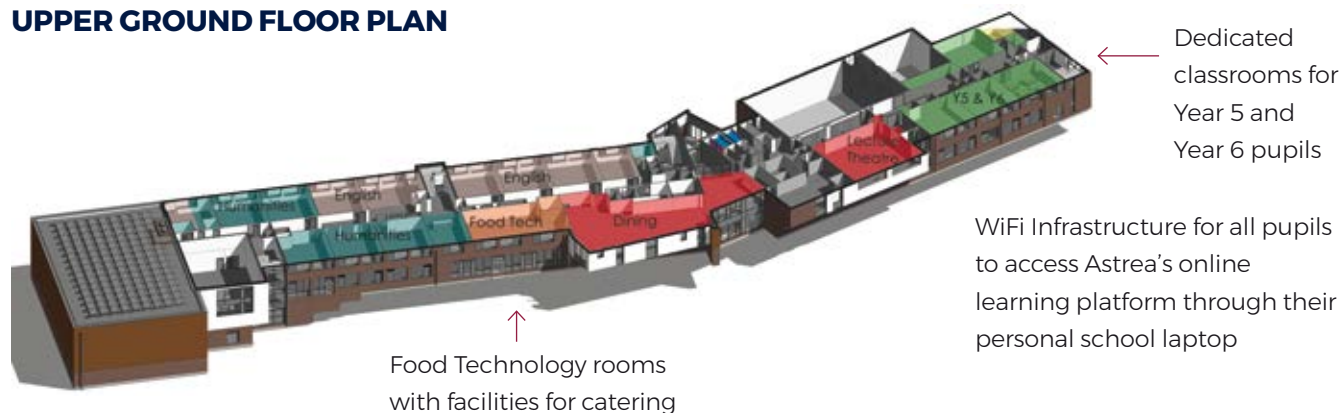 UPPER GROUND FLOOR PLAN
Dedicated
classrooms for
Year 5 and
Year 6 pupils
Y5 & Y6
Lecture
Theatre
English
English
Humanities
Food Tech
Dining
Humanities
WiFi Infrastructure for all pupils
to access Astrea's online
learning platform through their
personal school laptop
Food Technology rooms
with facilities for catering